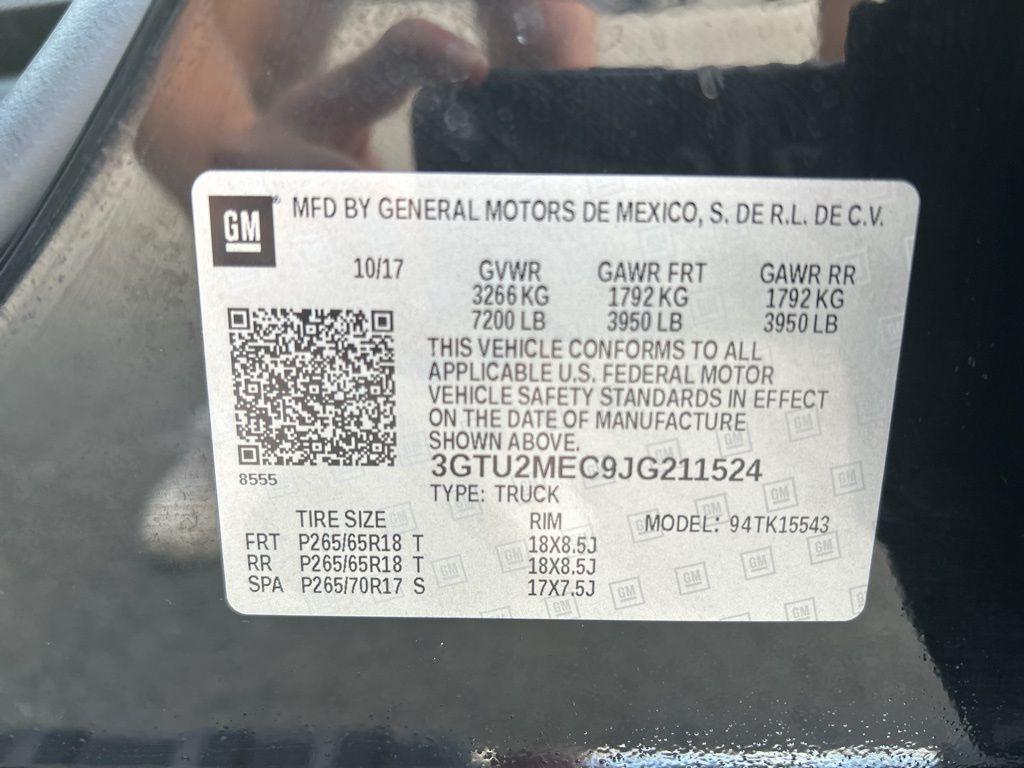 GM® MFD BY GENERAL MOTORS DE MEXICO, S. DE R.L. DE C.V.
10/17 GVWR GAWR FRT GAWR RR
3266 KG 1792 KG 1792 KG
7200 LB 3950 LB 3950 LB
THIS VEHICLE CONFORMS TO ALL
APPLICABLE U.S. FEDERAL MOTOR
VEHICLE SAFETY STANDARDS IN EFFECT
ON THE DATE OF MANUFACTURE
SHOWN ABOVE.
8555
3GTU2MEC9JG211524
TYPE: TRUCK
TIRE SIZE RIM MODEL: 94TK15543
FRT P265/65R18 T 18X8.5J
RR P265/65R18 T 18X8.5J
SPA P265/70R17 S 17X7.5J